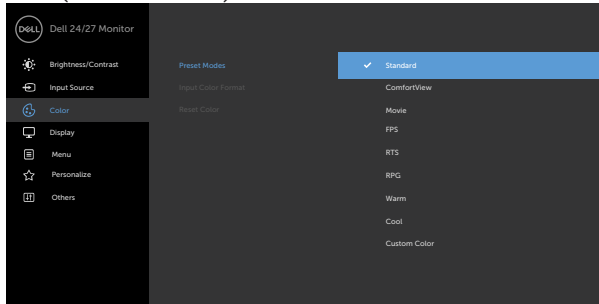 DELL Dell 24/27 Monitor
Brightness/Contrast
Input Source
Color
Display
Menu
Personalize
Others
Preset Modes
Input Color Format
Reset Color
Standard
ComfortView
Movie
FPS
RTS
RPG
Warm
Cool
Custom Color